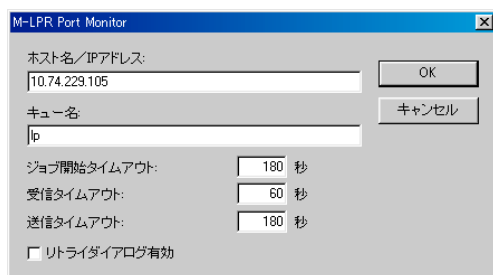 M-LPR Port Monitor
ホスト名/IPアドレス:
10.74.229.105
OK
キュー名:
lp
キャンセル
ジョブ開始タイムアウト: 180 秒
受信タイムアウト: 60 秒
送信タイムアウト: 180 秒
リトライダイアログ有効